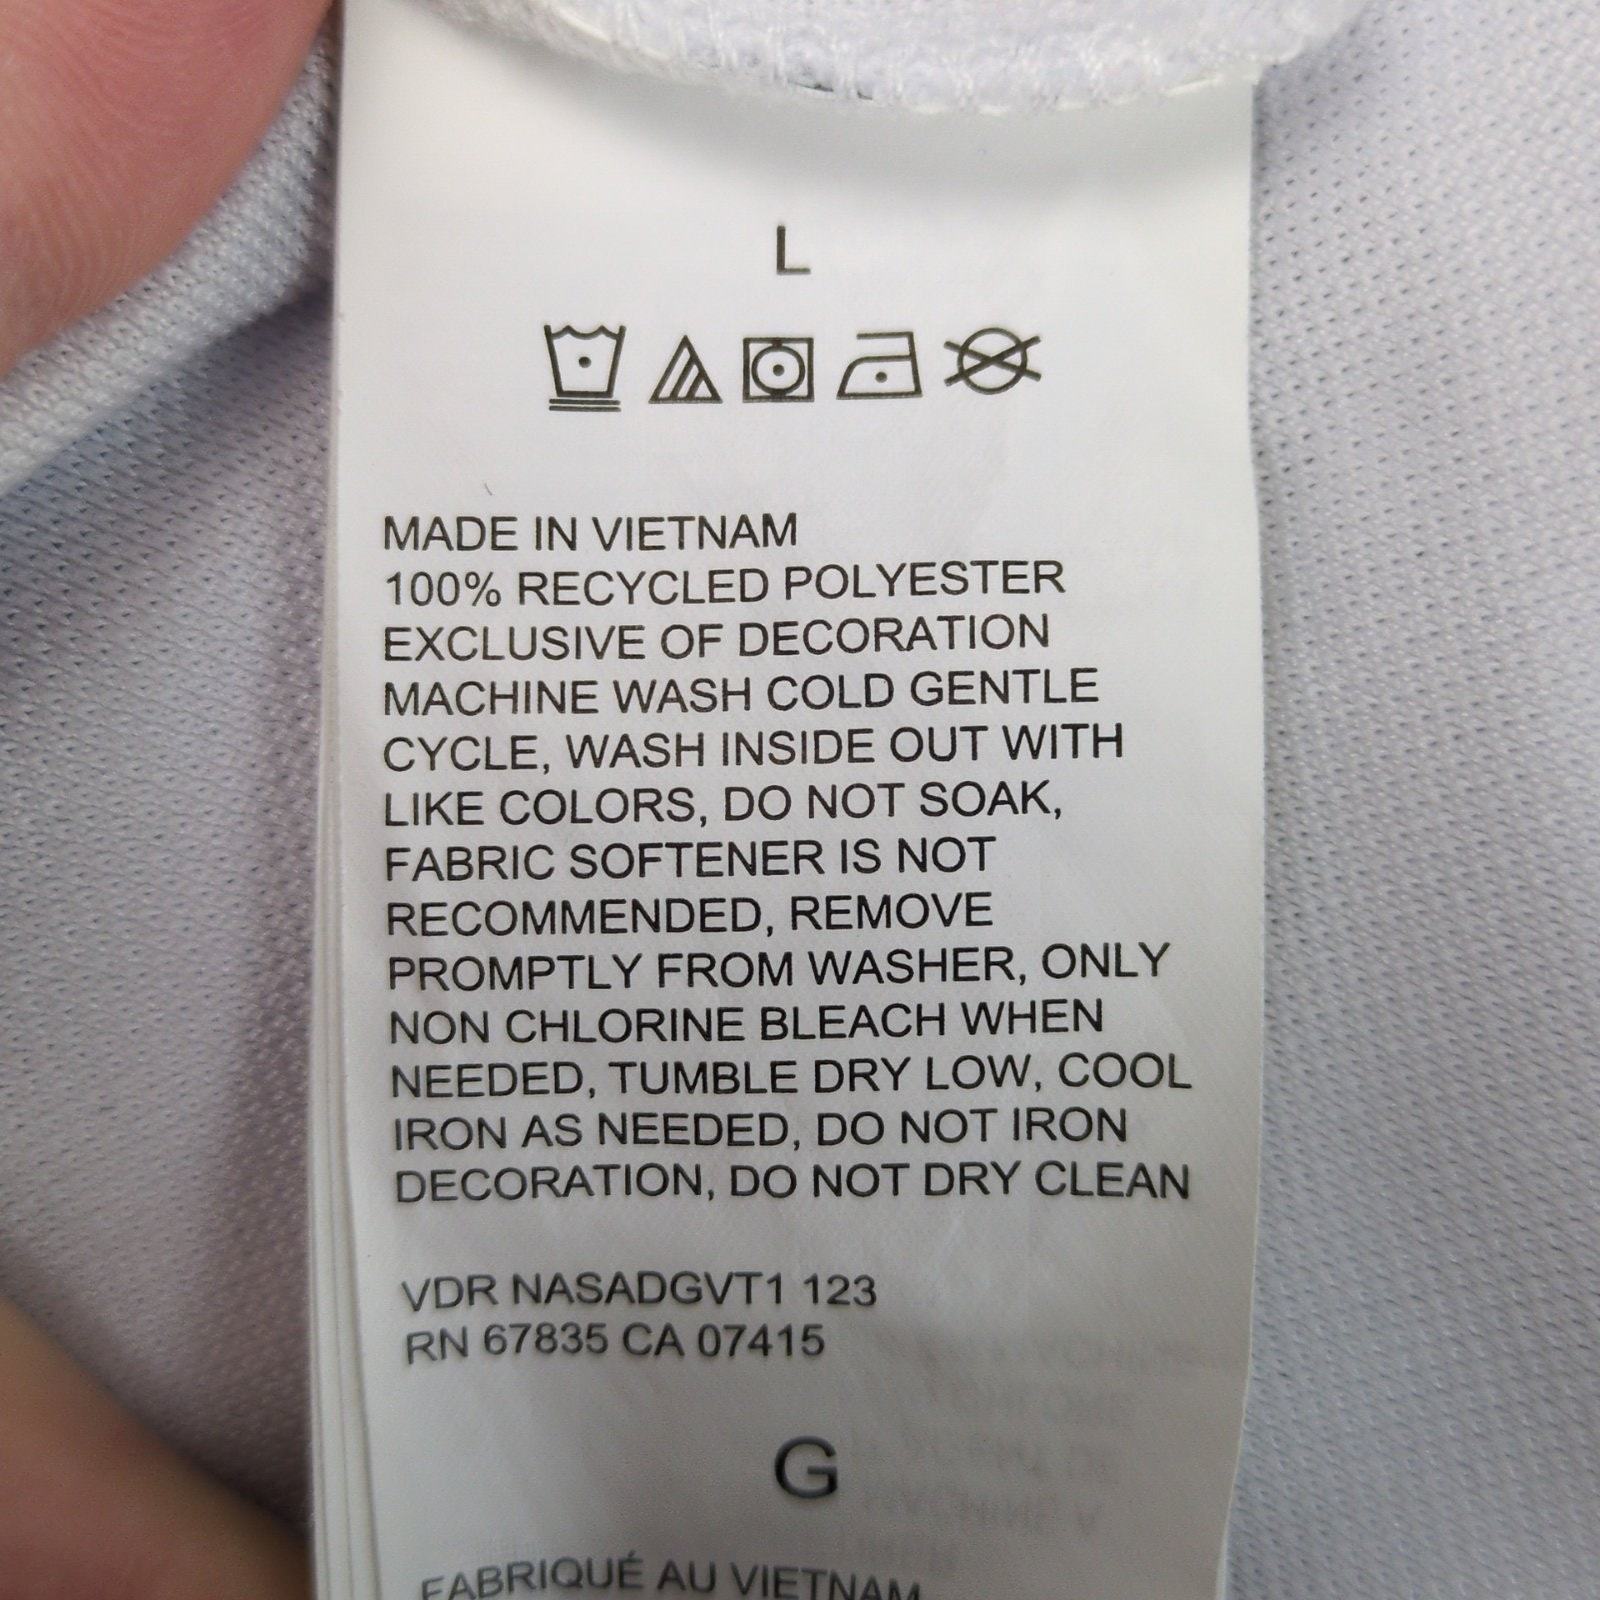 L
MADE IN VIETNAM
100% RECYCLED POLYESTER
EXCLUSIVE OF DECORATION
MACHINE WASH COLD GENTLE
CYCLE, WASH INSIDE OUT WITH
LIKE COLORS, DO NOT SOAK,
FABRIC SOFTENER IS NOT
RECOMMENDED, REMOVE
PROMPTLY FROM WASHER, ONLY
NON CHLORINE BLEACH WHEN
NEEDED, TUMBLE DRY LOW, COOL
IRON AS NEEDED, DO NOT IRON
DECORATION, DO NOT DRY CLEAN
VDR NASADGVT1 123
RN 67835 CA 07415
G
FABRIQUÉ AU VIETNAM